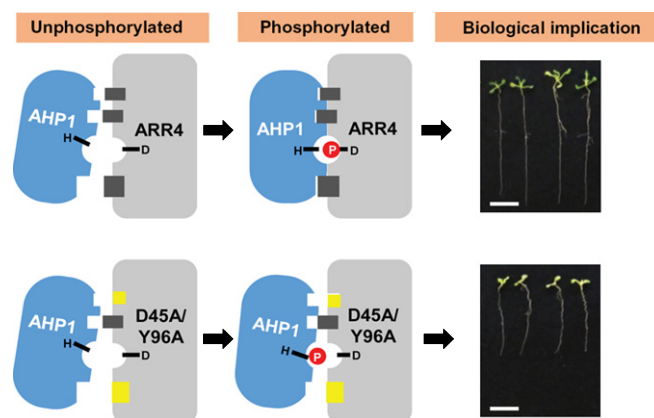 Unphosphorylated
Phosphorylated
Biological implication
AHP1
H
ARR4
D
AHP1
H
P
ARR4
D
AHP1
H
D45A/
Y96A
D
AHP1
H
P
D45A/
Y96A
D